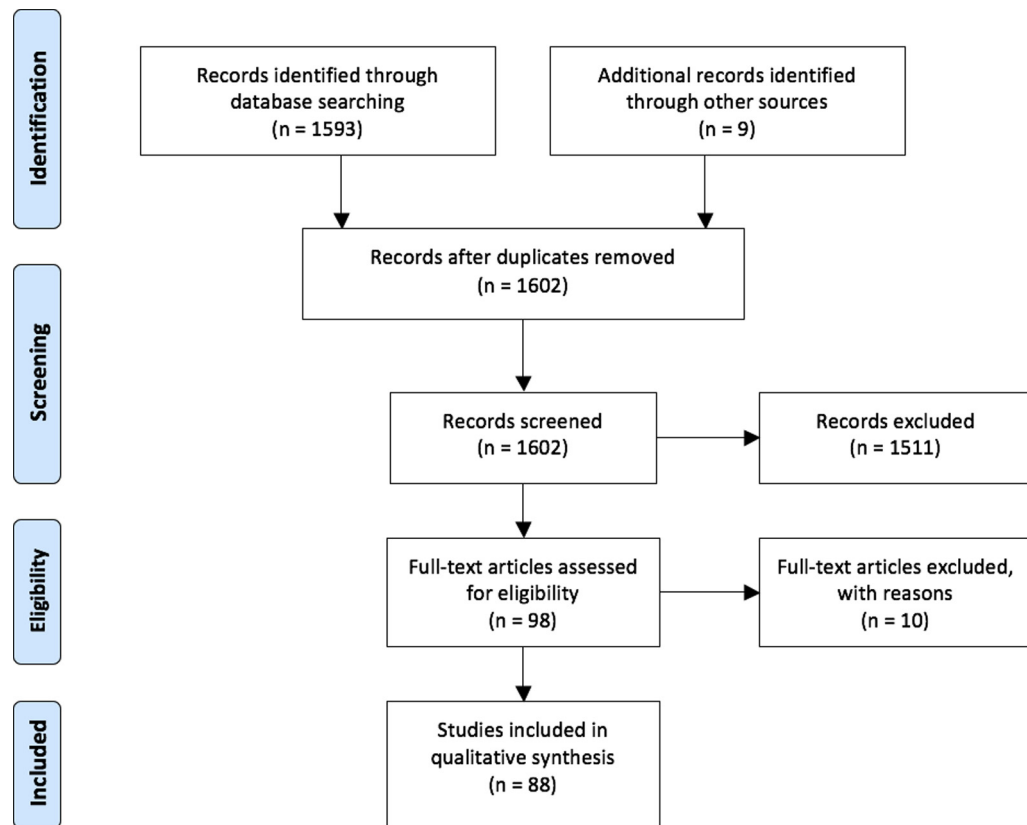 Identification
Records identified through
database searching
(n = 1593)
Additional records identified
through other sources
(n = 9)
Records after duplicates removed
(n = 1602)
Screening
Records screened
(n = 1602)
Records excluded
(n = 1511)
Eligibility
Full-text articles assessed
for eligibility
(n = 98)
Full-text articles excluded,
with reasons
(n = 10)
Included
Studies included in
qualitative synthesis
(n = 88)